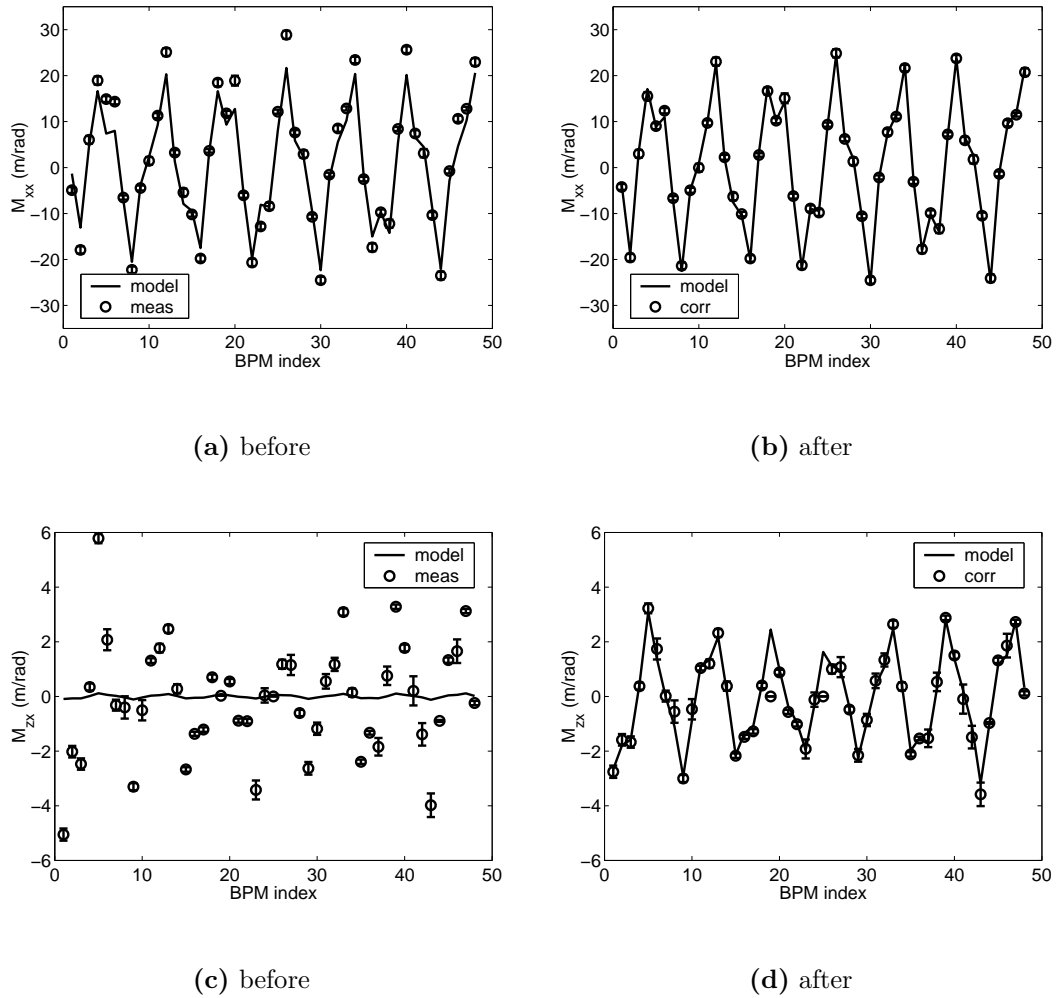 30
20
10
0
−10
−20
−30
M_xx (m/rad)
model
meas
0 10 20 30 40 50
BPM index
(a) before
30
20
10
0
−10
−20
−30
M_xx (m/rad)
model
corr
0 10 20 30 40 50
BPM index
(b) after
6
4
2
0
−2
−4
−6
M_zx (m/rad)
model
meas
0 10 20 30 40 50
BPM index
(c) before
6
4
2
0
−2
−4
−6
M_zx (m/rad)
model
corr
0 10 20 30 40 50
BPM index
(d) after